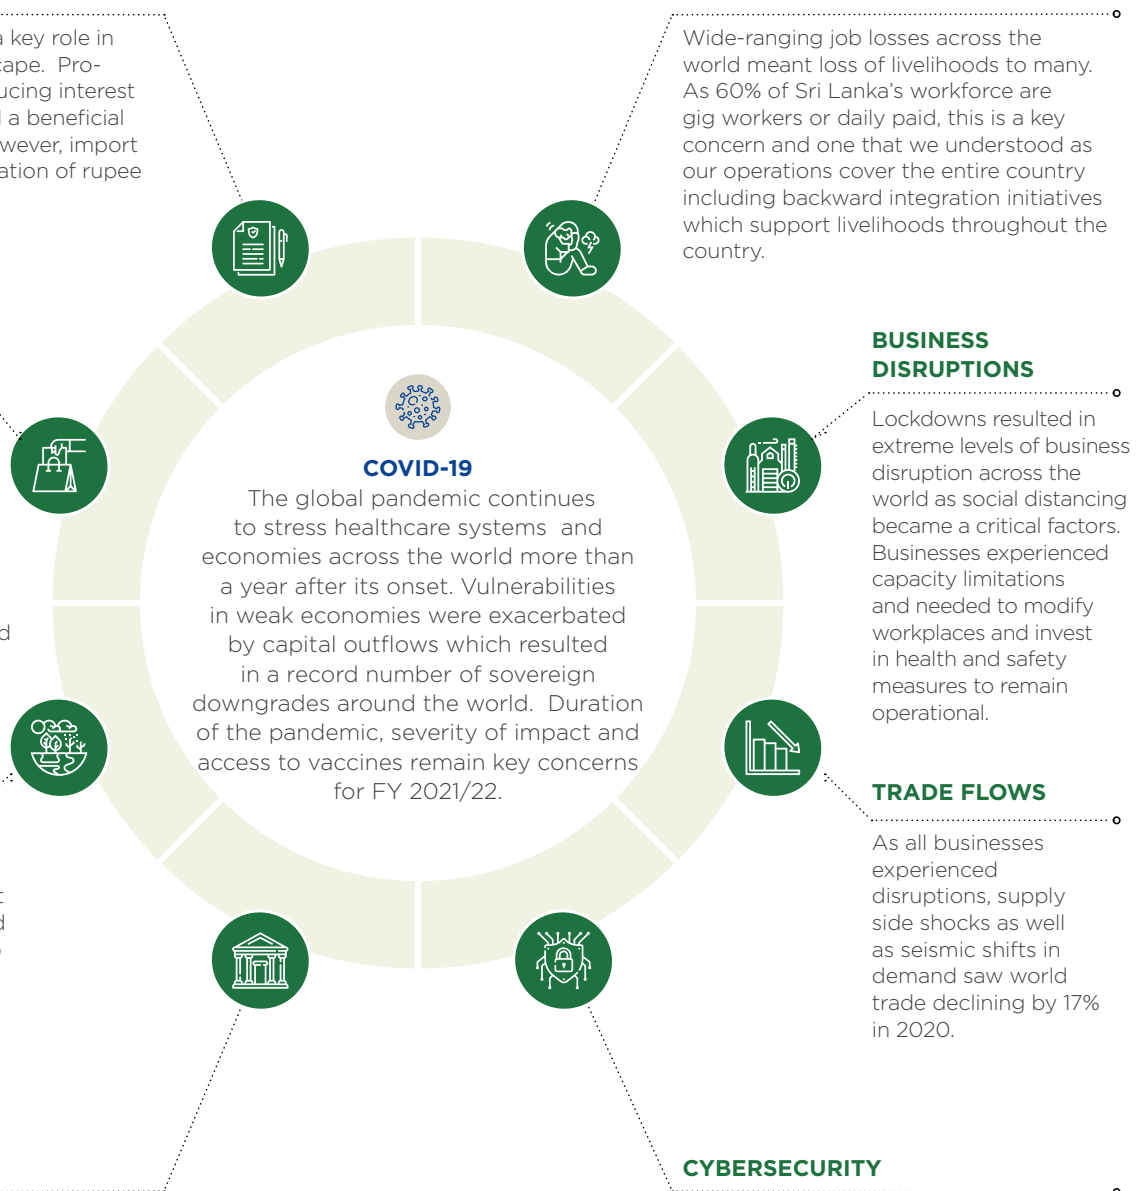 a key role in
cape. Pro-
ucing interest
a beneficial
wever, import
ation of rupee
Wide-ranging job losses across the
world meant loss of livelihoods to many.
As 60% of Sri Lanka's workforce are
gig workers or daily paid, this is a key
concern and one that we understood as
our operations cover the entire country
including backward integration initiatives
which support livelihoods throughout the
country.
BUSINESS
DISRUPTIONS
Lockdowns resulted in
extreme levels of business
disruption across the
world as social distancing
became a critical factors.
Businesses experienced
capacity limitations
and needed to modify
workplaces and invest
in health and safety
measures to remain
operational.
COVID-19
The global pandemic continues
to stress healthcare systems and
economies across the world more than
a year after its onset. Vulnerabilities
in weak economies were exacerbated
by capital outflows which resulted
in a record number of sovereign
downgrades around the world. Duration
of the pandemic, severity of impact and
access to vaccines remain key concerns
for FY 2021/22.
TRADE FLOWS
As all businesses
experienced
disruptions, supply
side shocks as well
as seismic shifts in
demand saw world
trade declining by 17%
in 2020.
CYBERSECURITY